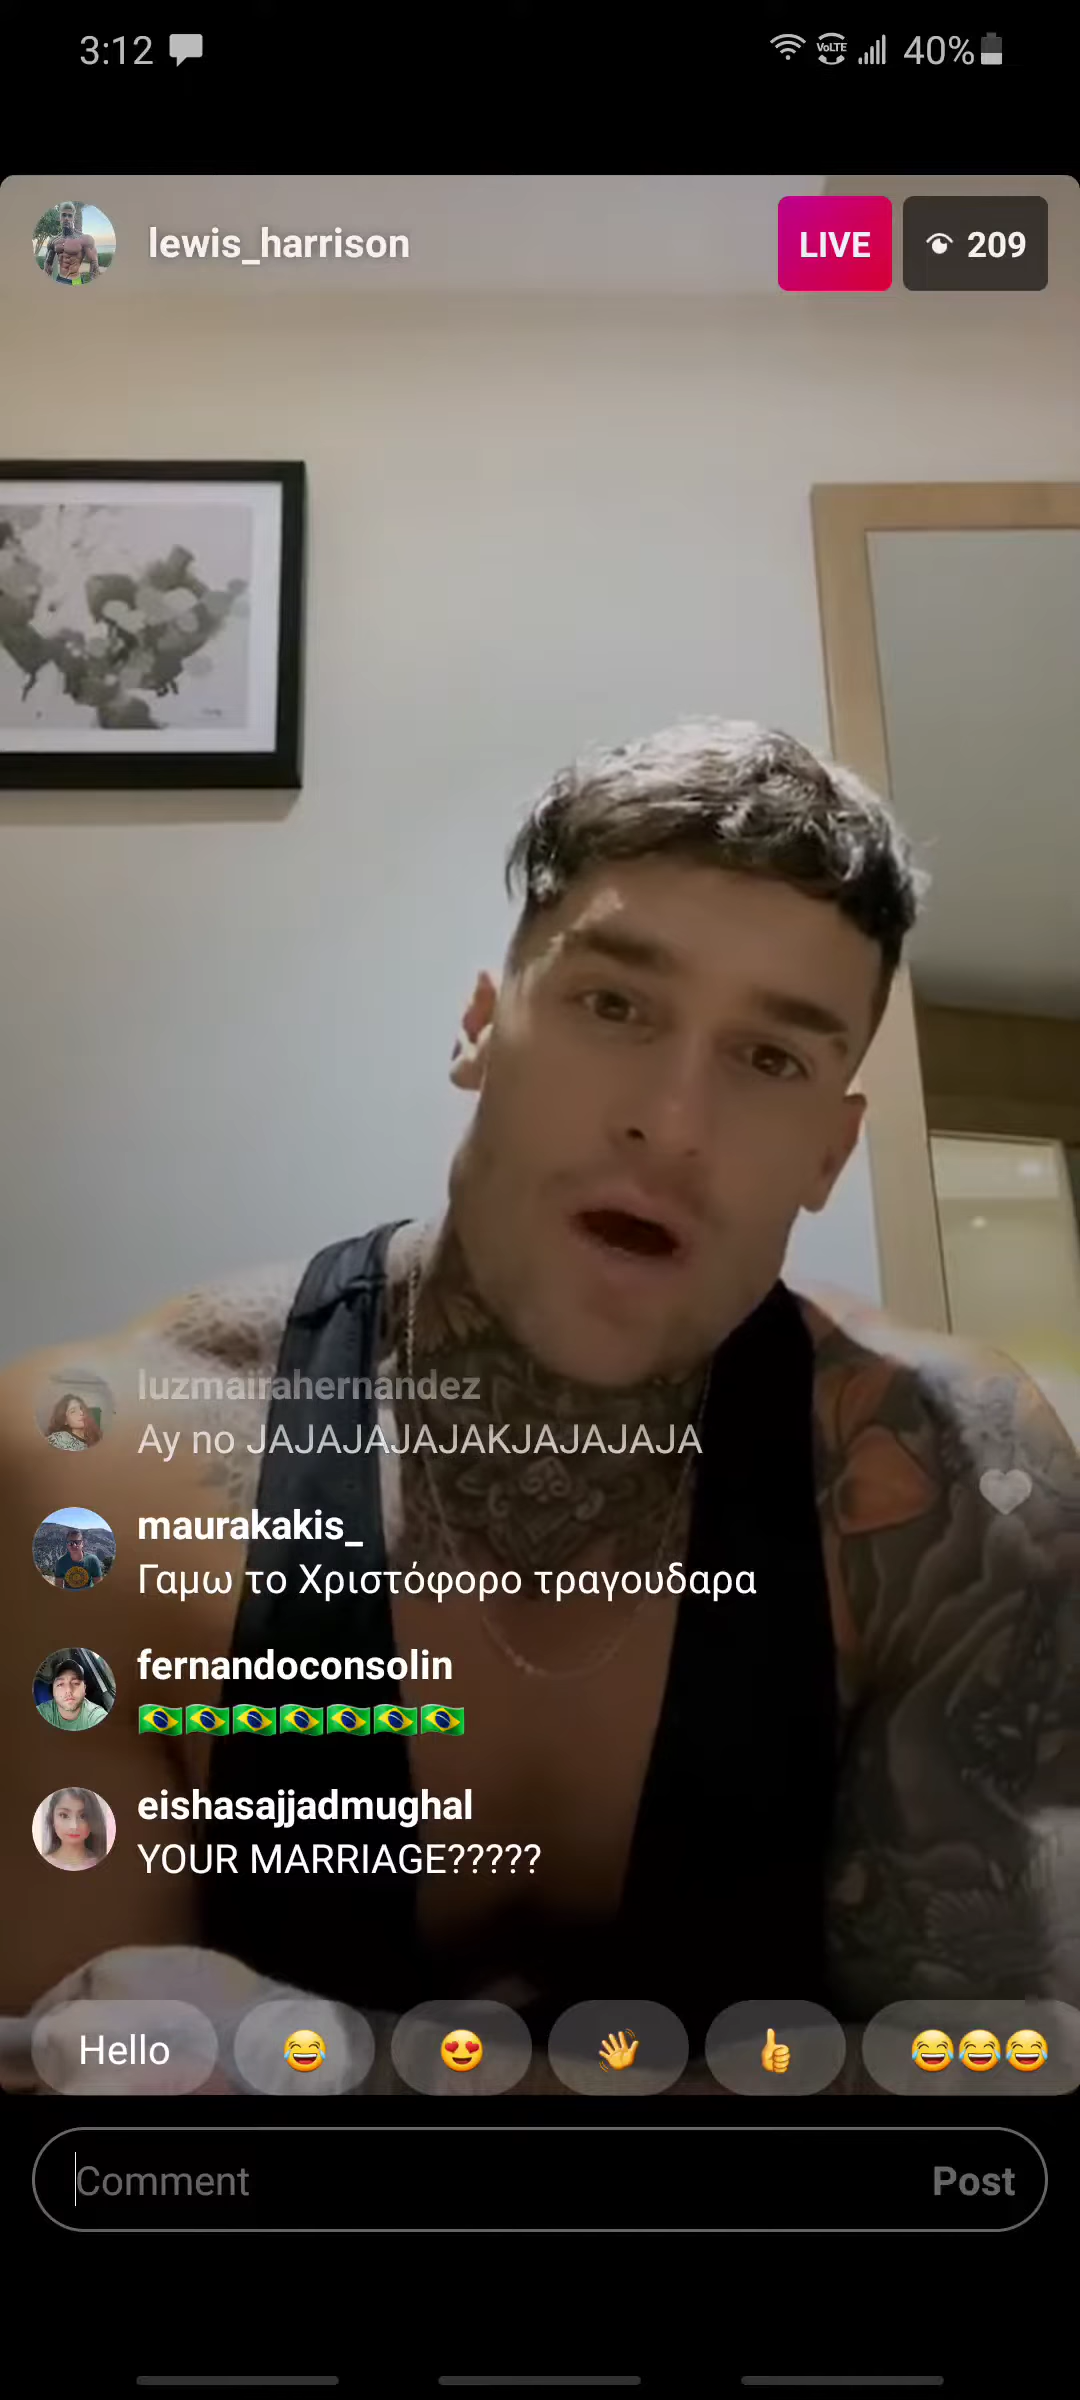 3:12
VoLTE
40%
lewis_harrison
LIVE
209
luzmairahernandez
Ay no JAJAJAJAJAKJAJAJAJA
maurakakis_
Γαμω το Χριστόφορο τραγουδαρα
fernandoconsolin
🇧🇷🇧🇷🇧🇷🇧🇷🇧🇷🇧🇷🇧🇷
eishasajjadmughal
YOUR MARRIAGE?????
Hello 😂 😍 👋 👍 😂😂😂
Comment
Post